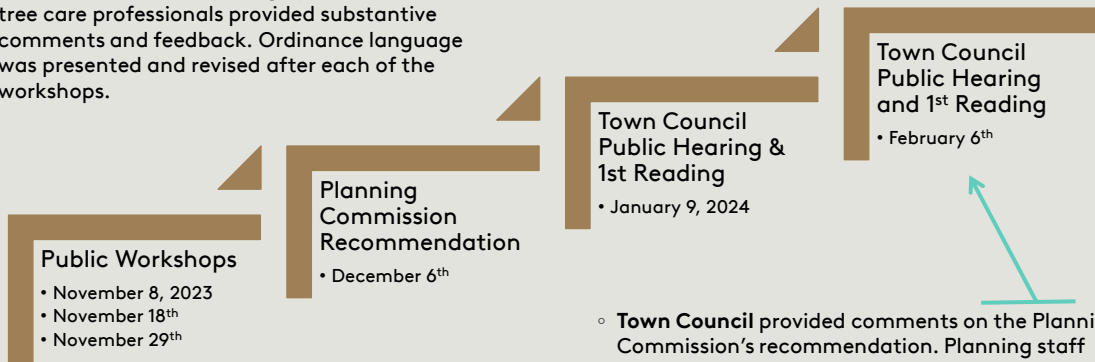 tree care professionals provided substantive
comments and feedback. Ordinance language
was presented and revised after each of the
workshops.
Public Workshops
• November 8, 2023
• November 18th
• November 29th
Planning
Commission
Recommendation
• December 6th
Town Council
Public Hearing &
1st Reading
• January 9, 2024
Town Council
Public Hearing
and 1st Reading
• February 6th
◦ Town Council provided comments on the
Commission's recommendation. Planning staff